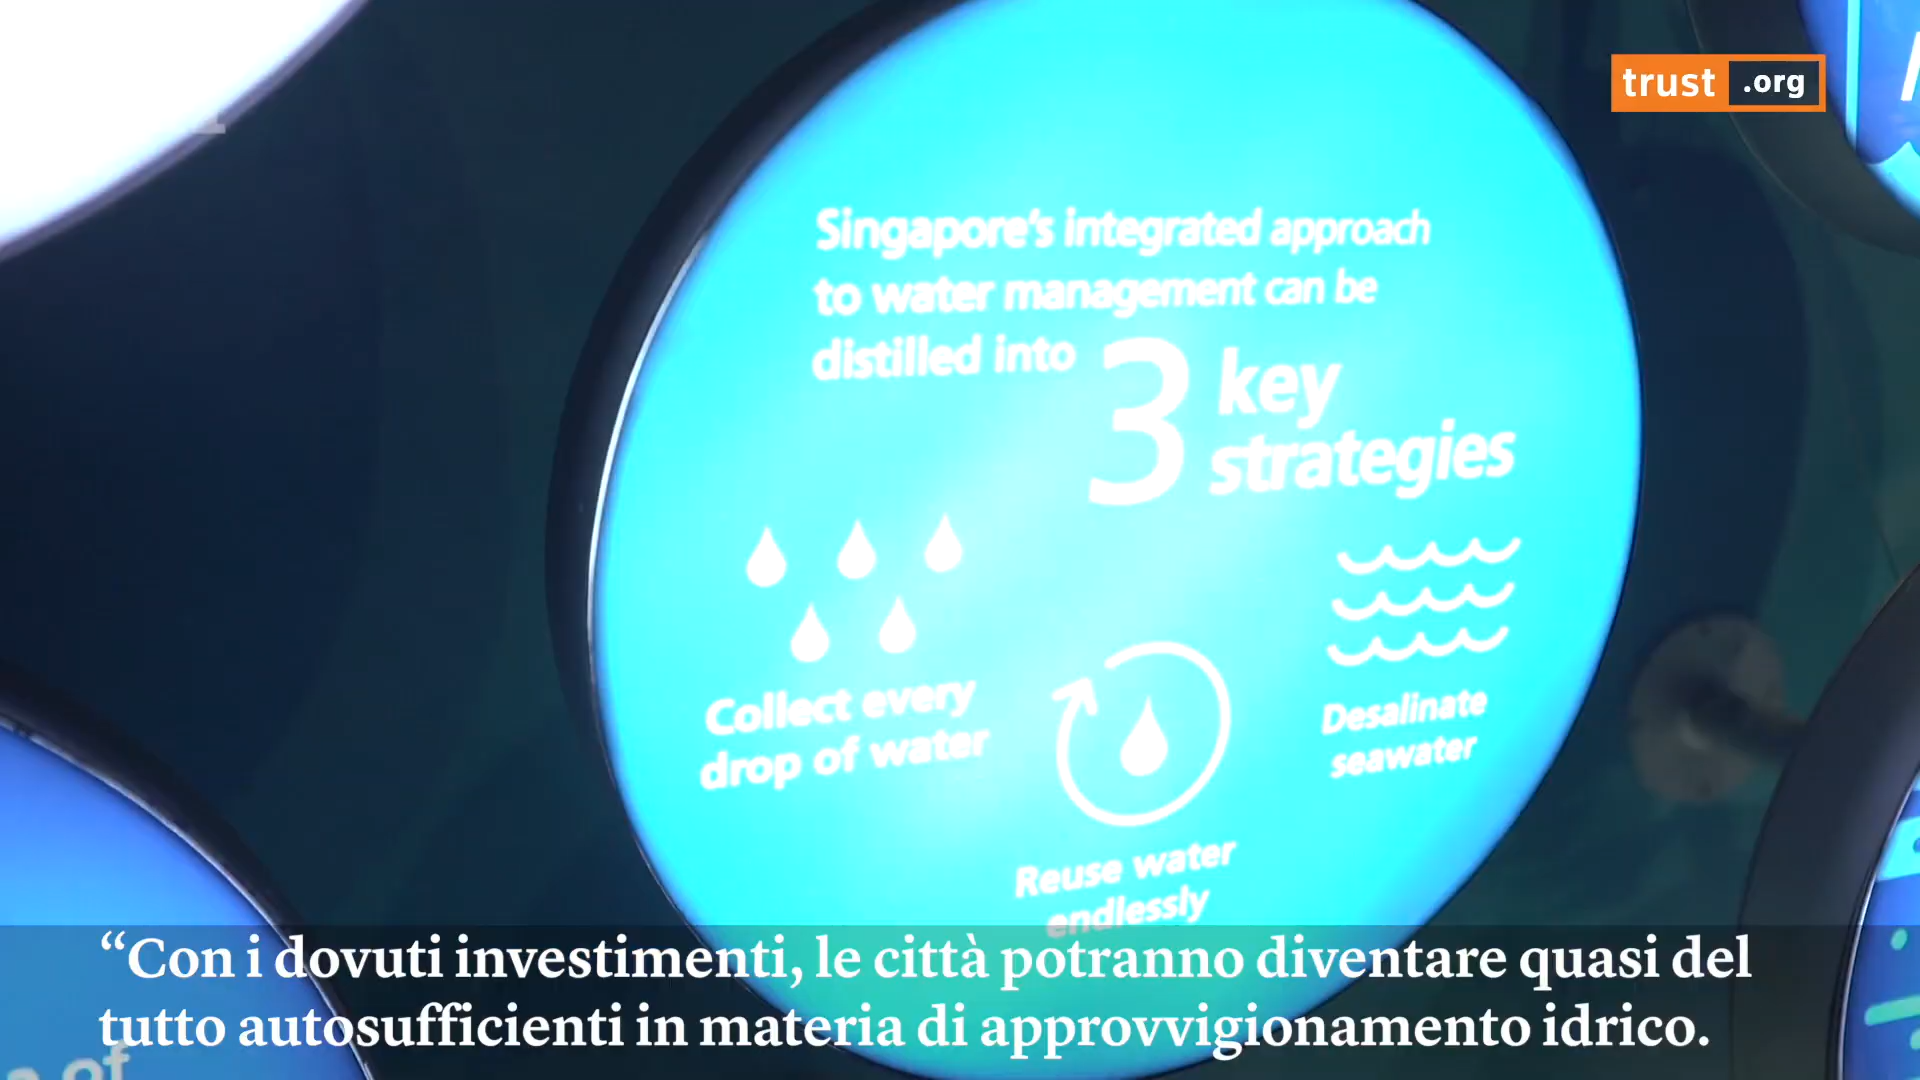 trust .org
Singapore's integrated approach
to water management can be
distilled into 3 key
strategies
Collect every
drop of water
Reuse water
endlessly
Desalinate
seawater
“Con i dovuti investimenti, le città potranno diventare quasi del
tutto autosufficienti in materia di approvvigionamento idrico.
of